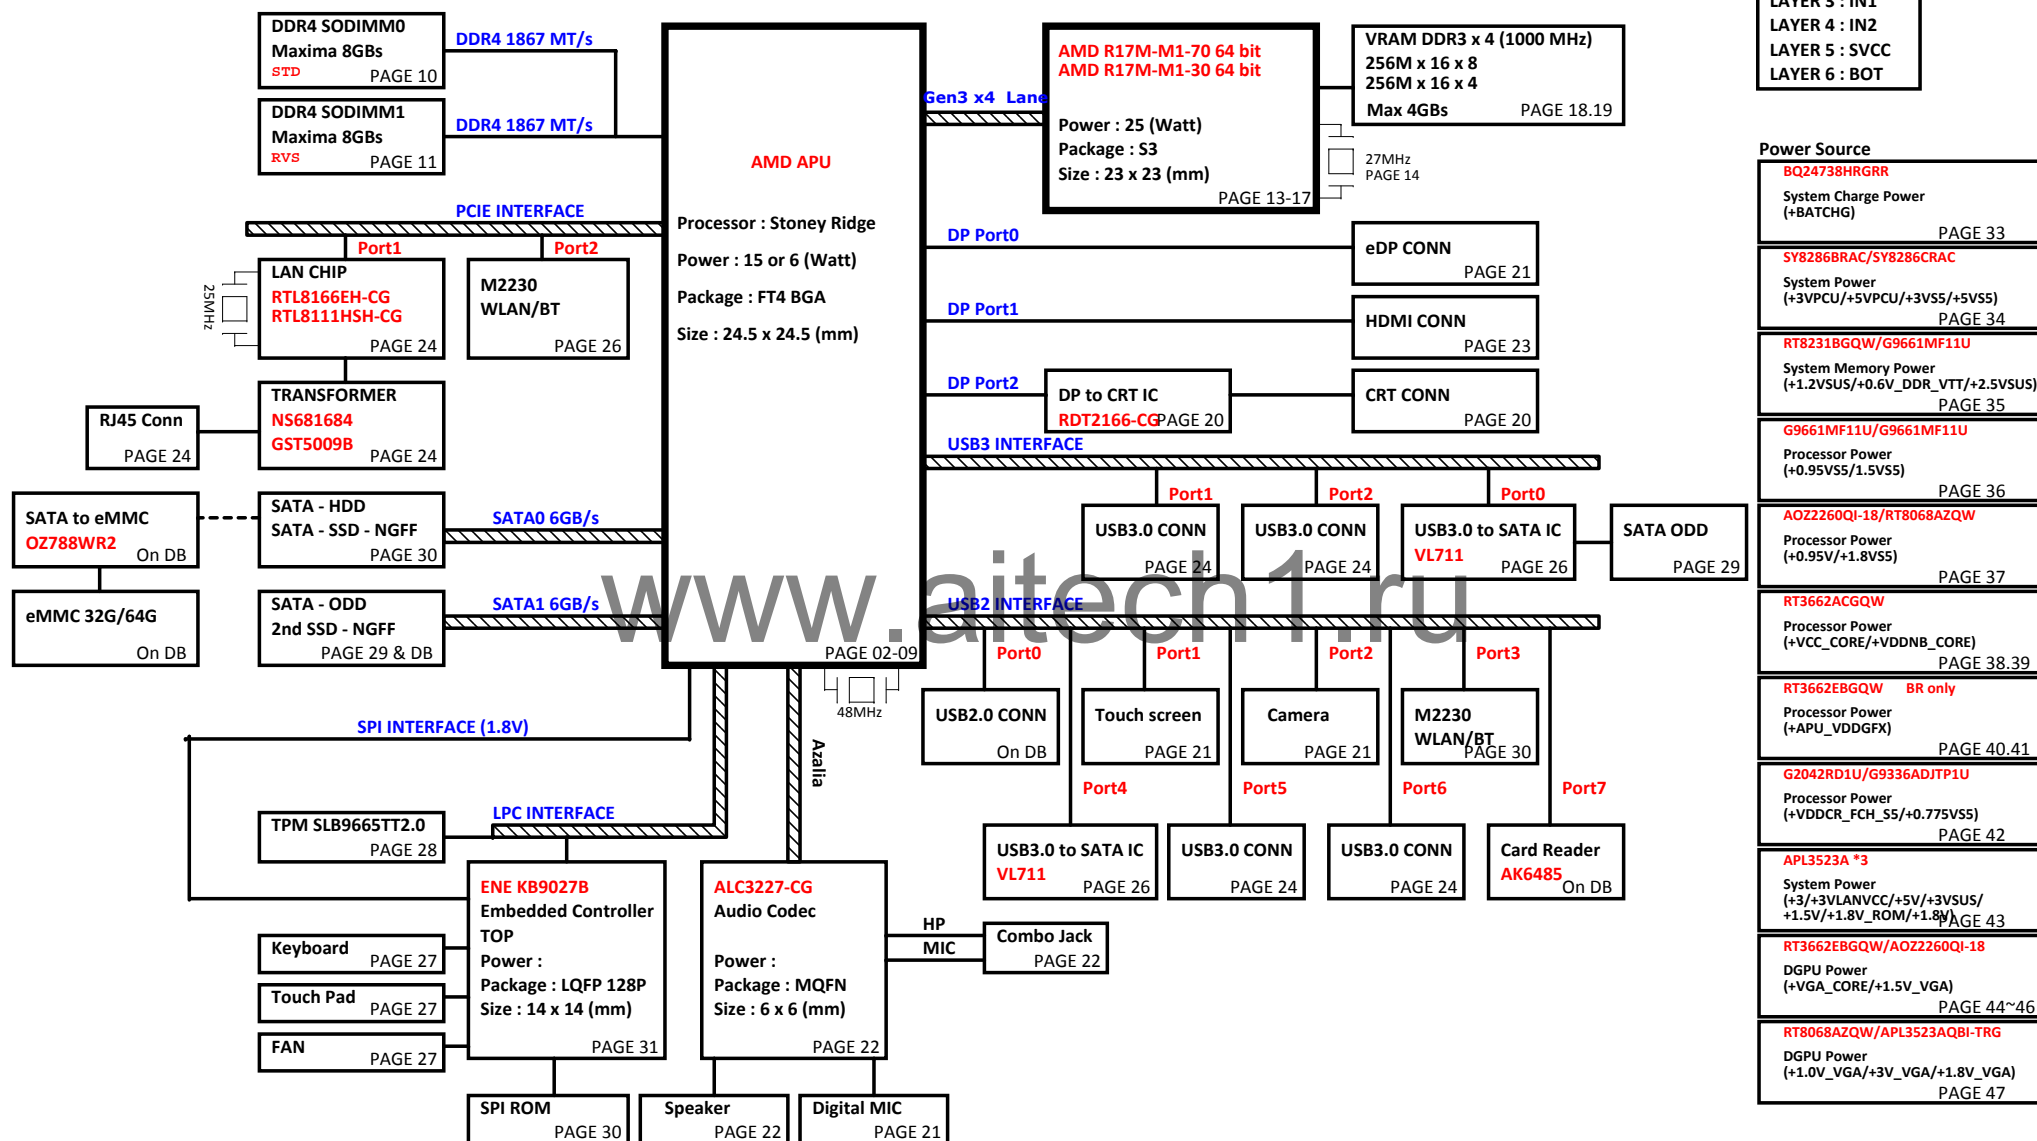 DDR4 SODIMM0
Maxima 8GBs
STD
PAGE 10
DDR4 1867 MT/s
DDR4 SODIMM1
Maxima 8GBs
RVS
PAGE 11
DDR4 1867 MT/s
AMD APU
Processor : Stoney Ridge
Power : 15 or 6 (Watt)
Package : FT4 BGA
Size : 24.5 x 24.5 (mm)
PAGE 02-09
48MHz
Gen3 x4 Lane
AMD R17M-M1-70 64 bit
AMD R17M-M1-30 64 bit
Power : 25 (Watt)
Package : S3
Size : 23 x 23 (mm)
PAGE 13-17
VRAM DDR3 x 4 (1000 MHz)
256M x 16 x 8
256M x 16 x 4
Max 4GBs
PAGE 18.19
27MHz
PAGE 14
LAYER 3 : IN1
LAYER 4 : IN2
LAYER 5 : SVCC
LAYER 6 : BOT
PCIE INTERFACE
Port1
Port2
25MHz
LAN CHIP
RTL8166EH-CG
RTL8111HSH-CG
PAGE 24
M2230
WLAN/BT
PAGE 26
TRANSFORMER
NS681684
GST5009B
PAGE 24
RJ45 Conn
PAGE 24
SATA to eMMC
OZ788WR2
On DB
eMMC 32G/64G
On DB
SATA - HDD
SATA - SSD - NGFF
PAGE 30
SATA0 6GB/s
SATA - ODD
2nd SSD - NGFF
PAGE 29 & DB
SATA1 6GB/s
DP Port0
eDP CONN
PAGE 21
DP Port1
HDMI CONN
PAGE 23
DP Port2
DP to CRT IC
RDT2166-CG
PAGE 20
CRT CONN
PAGE 20
USB3 INTERFACE
Port1
Port2
Port0
USB3.0 CONN
PAGE 24
USB3.0 CONN
PAGE 24
USB3.0 to SATA IC
VL711
PAGE 26
SATA ODD
PAGE 29
www.aitech1.ru
USB2 INTERFACE
Port0
Port1
Port2
Port3
USB2.0 CONN
On DB
Touch screen
PAGE 21
Camera
PAGE 21
M2230
WLAN/BT
PAGE 30
Port4
Port5
Port6
Port7
USB3.0 to SATA IC
VL711
PAGE 26
USB3.0 CONN
PAGE 24
USB3.0 CONN
PAGE 24
Card Reader
AK6485
On DB
SPI INTERFACE (1.8V)
Azalia
LPC INTERFACE
TPM SLB9665TT2.0
PAGE 28
ENE KB9027B
Embedded Controller
TOP
Power :
Package : LQFP 128P
Size : 14 x 14 (mm)
PAGE 31
ALC3227-CG
Audio Codec
Power :
Package : MQFN
Size : 6 x 6 (mm)
PAGE 22
HP
MIC
Combo Jack
PAGE 22
Keyboard
PAGE 27
Touch Pad
PAGE 27
FAN
PAGE 27
SPI ROM
PAGE 30
Speaker
PAGE 22
Digital MIC
PAGE 21
Power Source
BQ24738HRGRR
System Charge Power
(+BATCHG)
PAGE 33
SY8286BRAC/SY8286CRAC
System Power
(+3VPCU/+5VPCU/+3VS5/+5VS5)
PAGE 34
RT8231BGQW/G9661MF11U
System Memory Power
(+1.2VSUS/+0.6V_DDR_VTT/+2.5VSUS)
PAGE 35
G9661MF11U/G9661MF11U
Processor Power
(+0.95VS5/1.5VS5)
PAGE 36
AOZ2260QI-18/RT8068AZQW
Processor Power
(+0.95V/+1.8VS5)
PAGE 37
RT3662ACGQW
Processor Power
(+VCC_CORE/+VDDNB_CORE)
PAGE 38.39
RT3662EBGQW BR only
Processor Power
(+APU_VDDGFX)
PAGE 40.41
G2042RD1U/G9336ADJTP1U
Processor Power
(+VDDCR_FCH_S5/+0.775VS5)
PAGE 42
APL3523A *3
System Power
(+3/+3VLANVCC/+5V/+3VSUS/
+1.5V/+1.8V_ROM/+1.8V)
PAGE 43
RT3662EBGQW/AOZ2260QI-18
DGPU Power
(+VGA_CORE/+1.5V_VGA)
PAGE 44~46
RT8068AZQW/APL3523AQBI-TRG
DGPU Power
(+1.0V_VGA/+3V_VGA/+1.8V_VGA)
PAGE 47